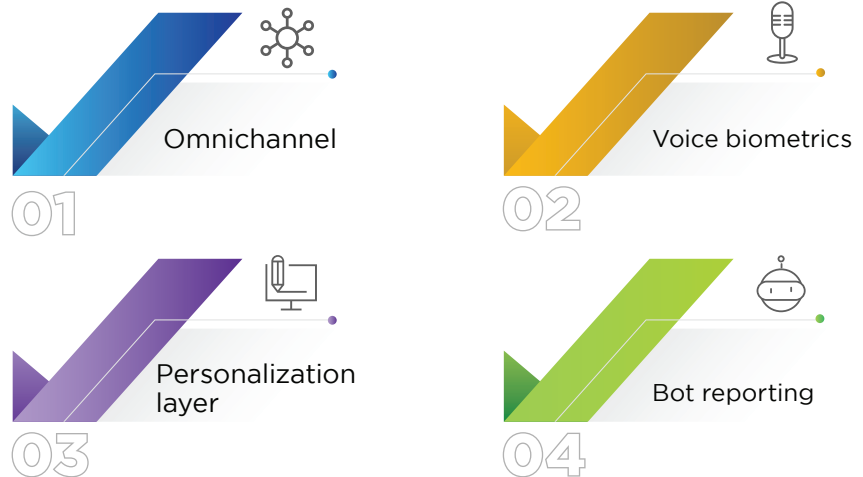 Omnichannel
01
Voice biometrics
02
Personalization
layer
03
Bot reporting
04